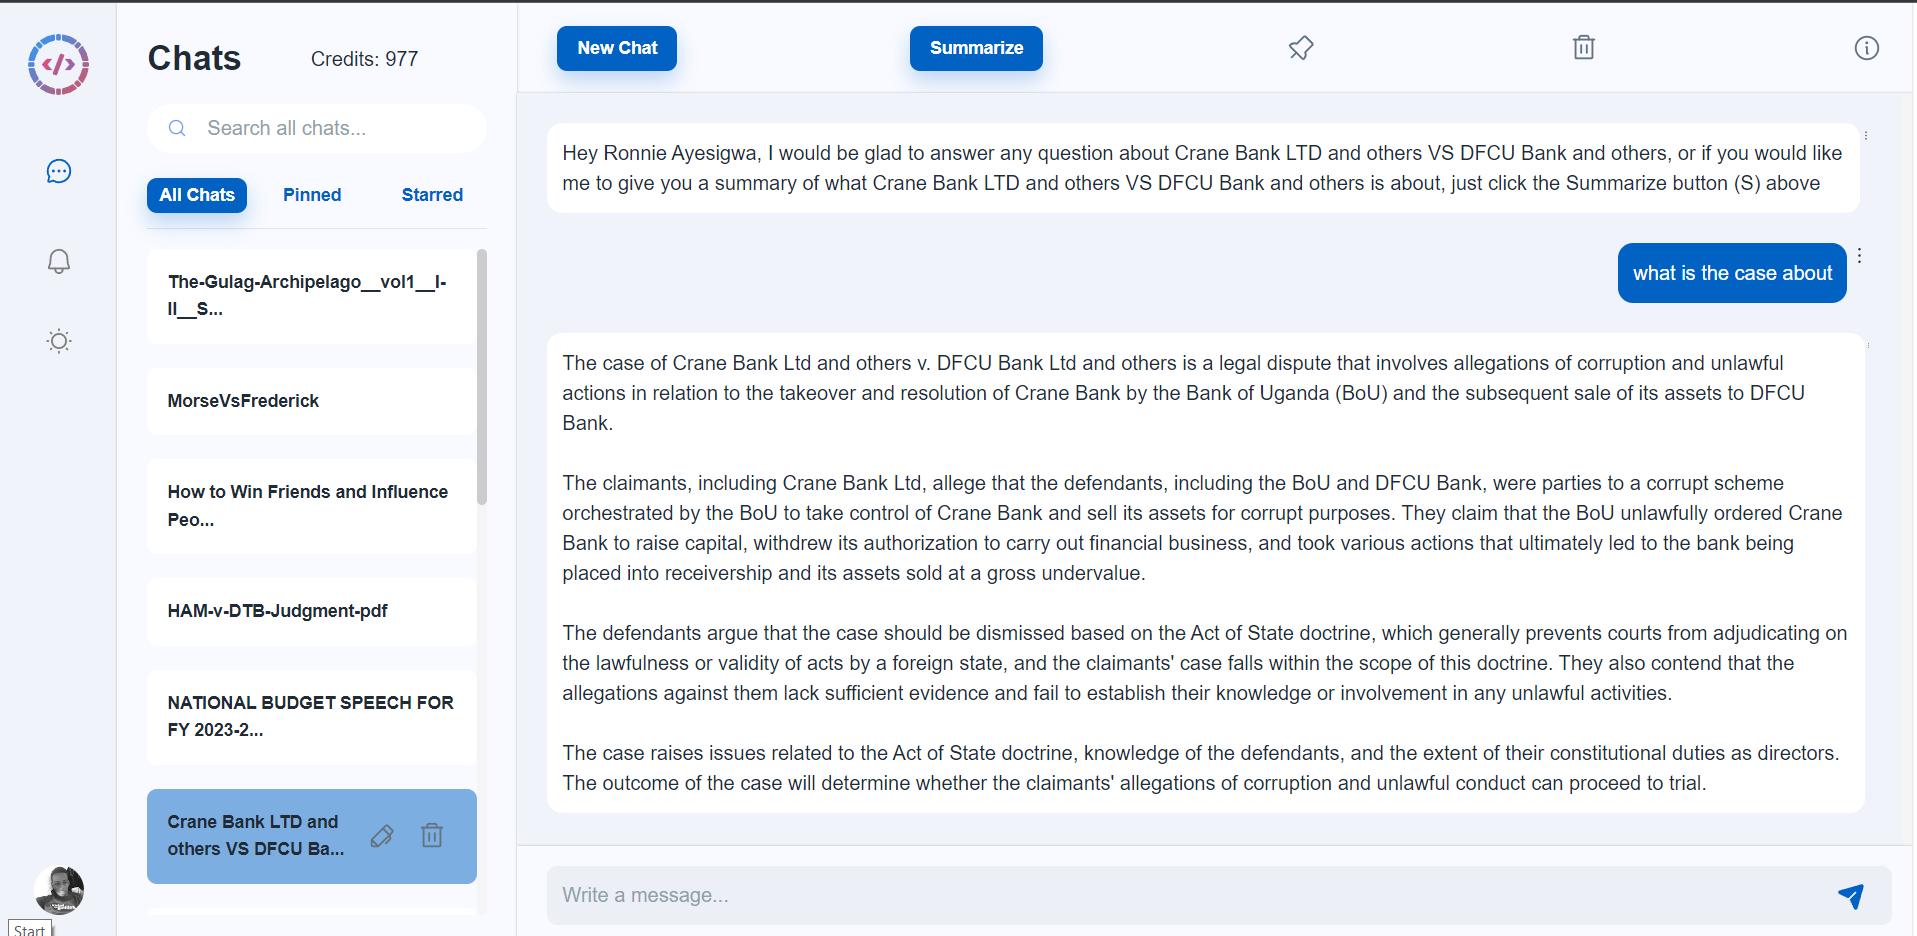 Chats
Credits: 977
Search all chats...
All Chats
Pinned
Starred
The-Gulag-Archipelago__vol1__I-
II__S...
MorseVsFrederick
How to Win Friends and Influence
Peo...
HAM-v-DTB-Judgment-pdf
NATIONAL BUDGET SPEECH FOR
FY 2023-2...
Crane Bank LTD and
others VS DFCU Ba...
Start
New Chat
Summarize
Hey Ronnie Ayesigwa, I would be glad to answer any question about Crane Bank LTD and others VS DFCU Bank and others, or if you would like
me to give you a summary of what Crane Bank LTD and others VS DFCU Bank and others is about, just click the Summarize button (S) above
what is the case about
The case of Crane Bank Ltd and others v. DFCU Bank Ltd and others is a legal dispute that involves allegations of corruption and unlawful
actions in relation to the takeover and resolution of Crane Bank by the Bank of Uganda (BoU) and the subsequent sale of its assets to DFCU
Bank.
The claimants, including Crane Bank Ltd, allege that the defendants, including the BoU and DFCU Bank, were parties to a corrupt scheme
orchestrated by the BoU to take control of Crane Bank and sell its assets for corrupt purposes. They claim that the BoU unlawfully ordered Crane
Bank to raise capital, withdrew its authorization to carry out financial business, and took various actions that ultimately led to the bank being
placed into receivership and its assets sold at a gross undervalue.
The defendants argue that the case should be dismissed based on the Act of State doctrine, which generally prevents courts from adjudicating on
the lawfulness or validity of acts by a foreign state, and the claimants' case falls within the scope of this doctrine. They also contend that the
allegations against them lack sufficient evidence and fail to establish their knowledge or involvement in any unlawful activities.
The case raises issues related to the Act of State doctrine, knowledge of the defendants, and the extent of their constitutional duties as directors.
The outcome of the case will determine whether the claimants' allegations of corruption and unlawful conduct can proceed to trial.
Write a message...